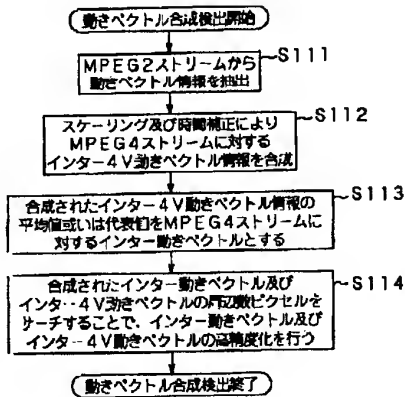 動きベクトル合成検出開始
S111
MPEG2ストリームから
動きベクトル情報を抽出
S112
スケーリング及び時間補正により
MPEG4ストリームに対する
インター4V動きベクトル情報を合成
S113
合成されたインター4V動きベクトル情報の
平均値或いは代表値をMPEG4ストリームに
対するインター動きベクトルとする
S114
合成されたインター動きベクトル及び
インター4V動きベクトルの周辺数ピクセルを
サーチすることで、インター動きベクトル及び
インター4V動きベクトルの高精度化を行う
動きベクトル合成検出終了